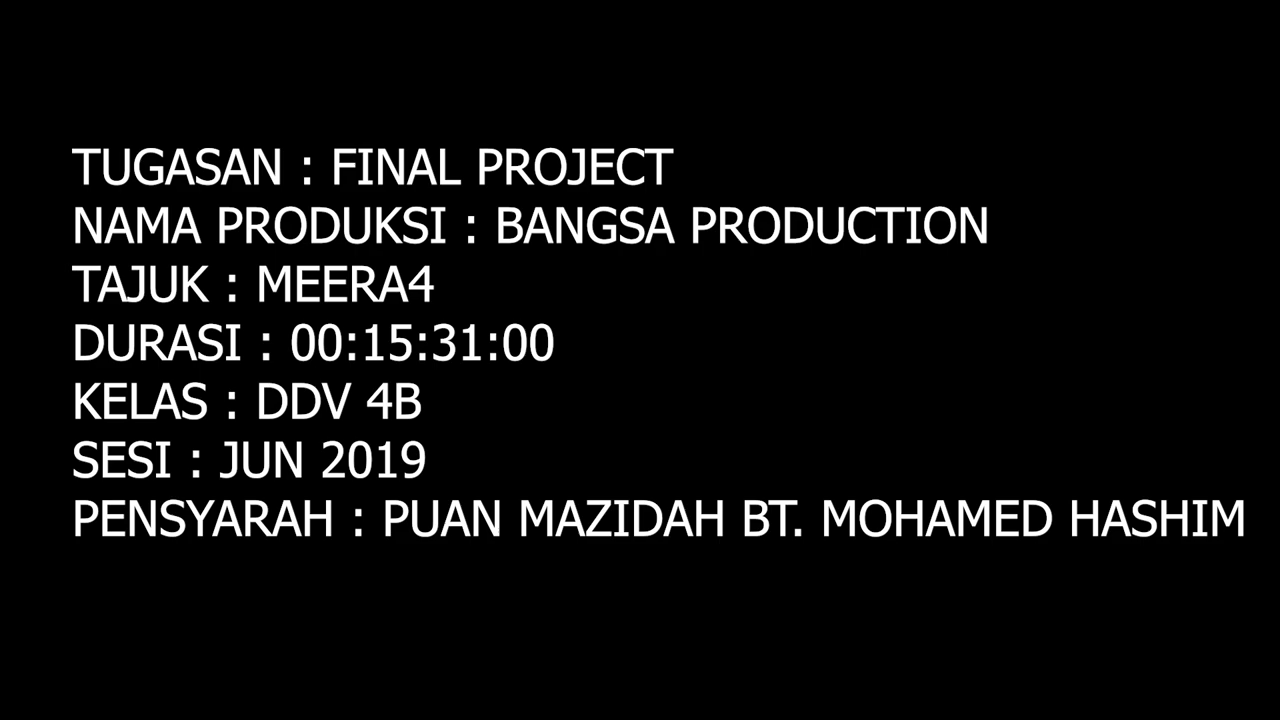 TUGASAN : FINAL PROJECT
NAMA PRODUKSI : BANGSA PRODUCTION
TAJUK : MEERA4
DURASI : 00:15:31:00
KELAS : DDV 4B
SESI : JUN 2019
PENSYARAH : PUAN MAZIDAH BT. MOHAMED HASHIM